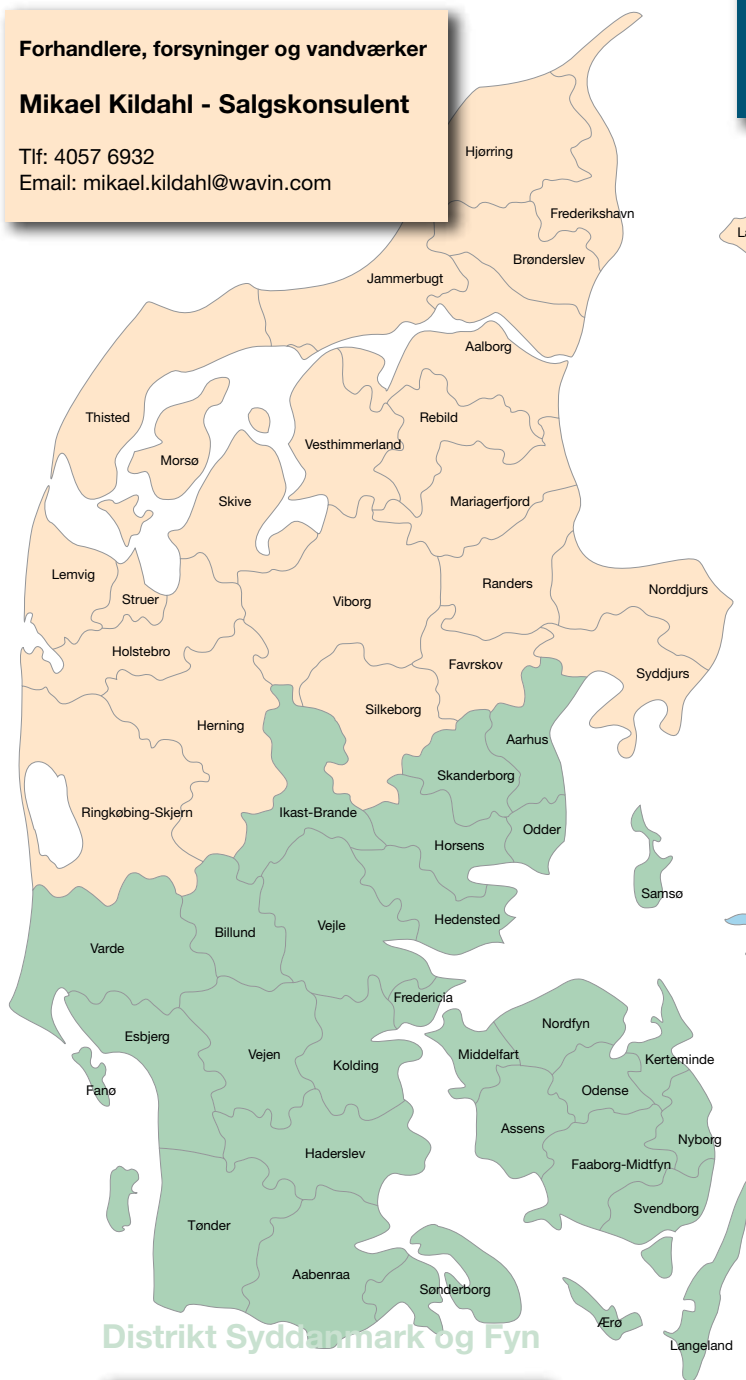 Forhandlere, forsyninger og vandværker
Mikael Kildahl - Salgskonsulent
Tlf: 4057 6932
Email: mikael.kildahl@wavin.com
Hjørring
Frederikshavn
Brønderslev
Jammerbugt
Aalborg
Thisted
Rebild
Vesthimmerland
Morsø
Skive
Mariagerfjord
Lemvig
Struer
Viborg
Randers
Norddjurs
Holstebro
Favrskov
Syddjurs
Silkeborg
Herning
Aarhus
Skanderborg
Ringkøbing-Skjern
Ikast-Brande
Odder
Horsens
Samsø
Hedensted
Vejle
Billund
Varde
Fredericia
Nordfyn
Esbjerg
Vejen
Middelfart
Kerteminde
Kolding
Fanø
Odense
Assens
Nyborg
Haderslev
Faaborg-Midtfyn
Svendborg
Tønder
Aabenraa
Sønderborg
Ærø
Distrikt Syddanmark og Fyn
Langeland